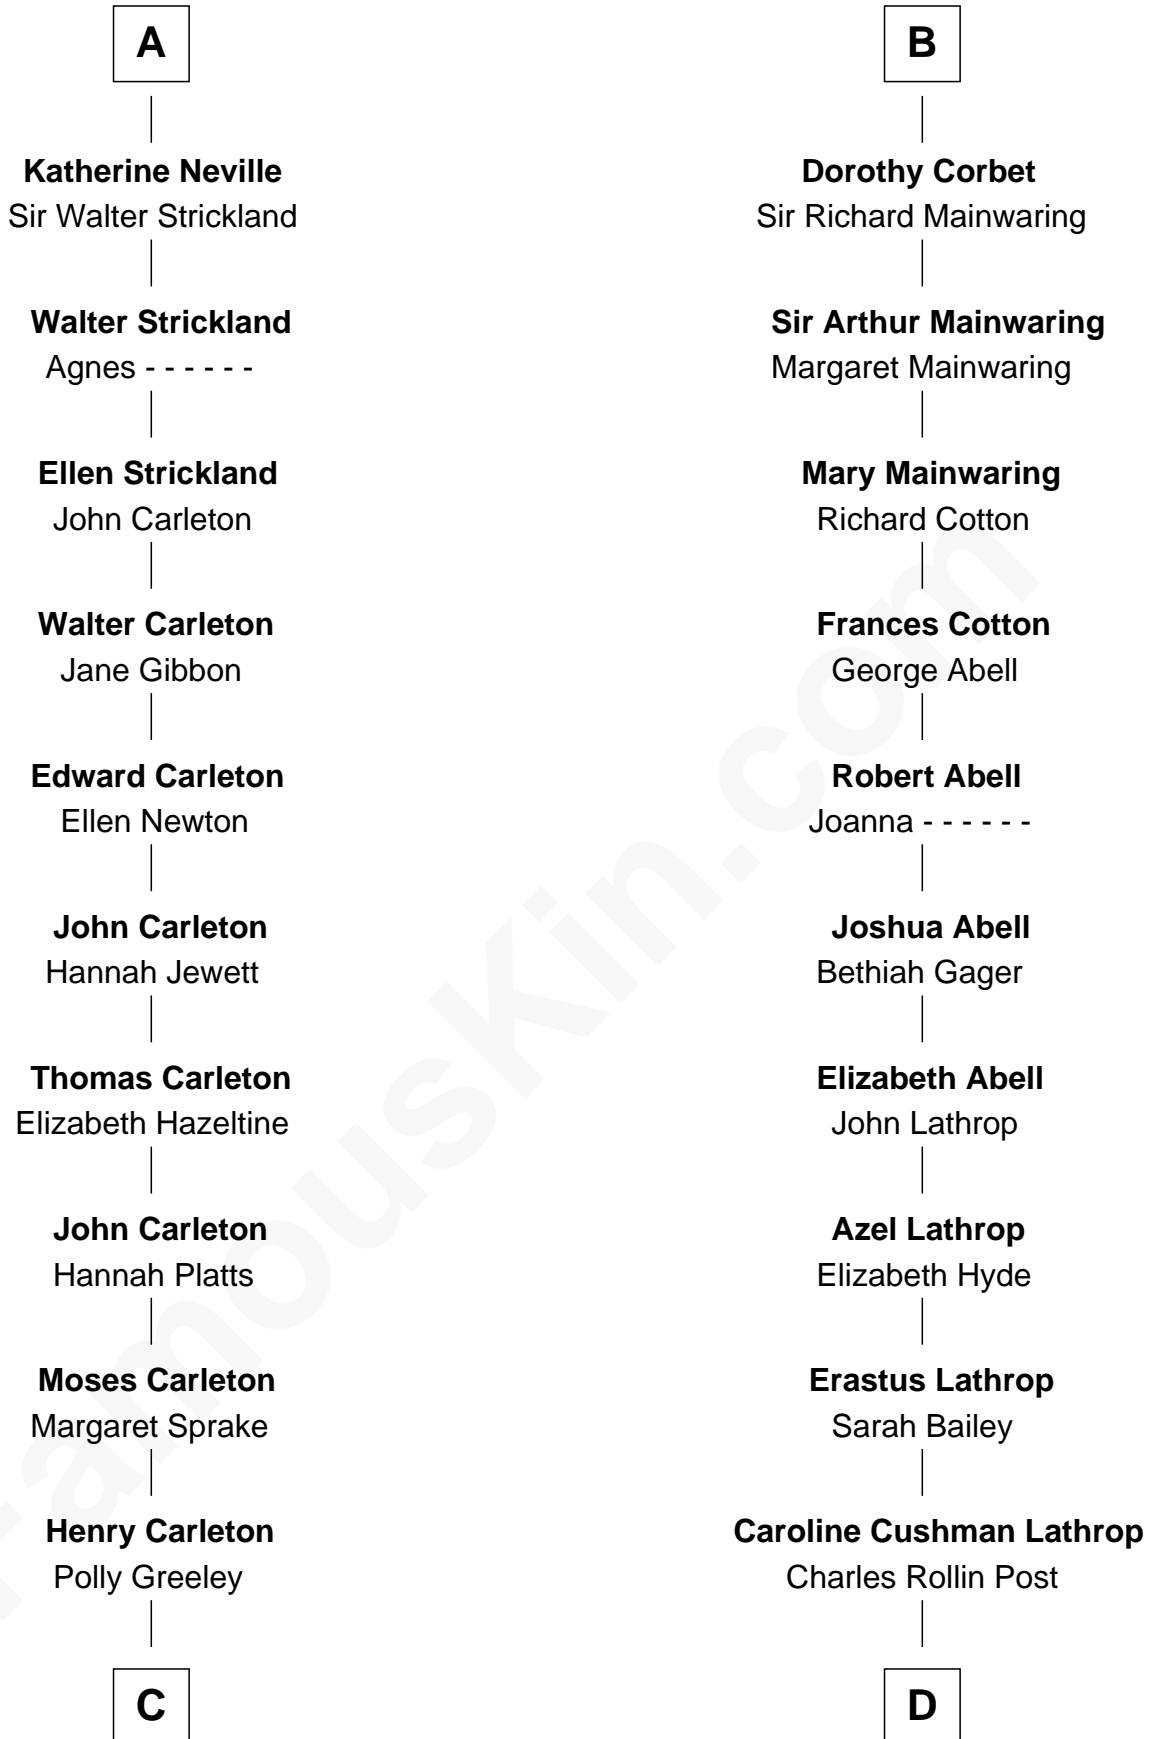 A
Katherine Neville
Sir Walter Strickland
Walter Strickland
Agnes - - - - - -
Ellen Strickland
John Carleton
Walter Carleton
Jane Gibbon
Edward Carleton
Ellen Newton
John Carleton
Hannah Jewett
Thomas Carleton
Elizabeth Hazeltine
John Carleton
Hannah Platts
Moses Carleton
Margaret Sprake
Henry Carleton
Polly Greeley
C
B
Dorothy Corbet
Sir Richard Mainwaring
Sir Arthur Mainwaring
Margaret Mainwaring
Mary Mainwaring
Richard Cotton
Frances Cotton
George Abell
Robert Abell
Joanna - - - - - -
Joshua Abell
Bethiah Gager
Elizabeth Abell
John Lathrop
Azel Lathrop
Elizabeth Hyde
Erastus Lathrop
Sarah Bailey
Caroline Cushman Lathrop
Charles Rollin Post
D
FamousKin.com